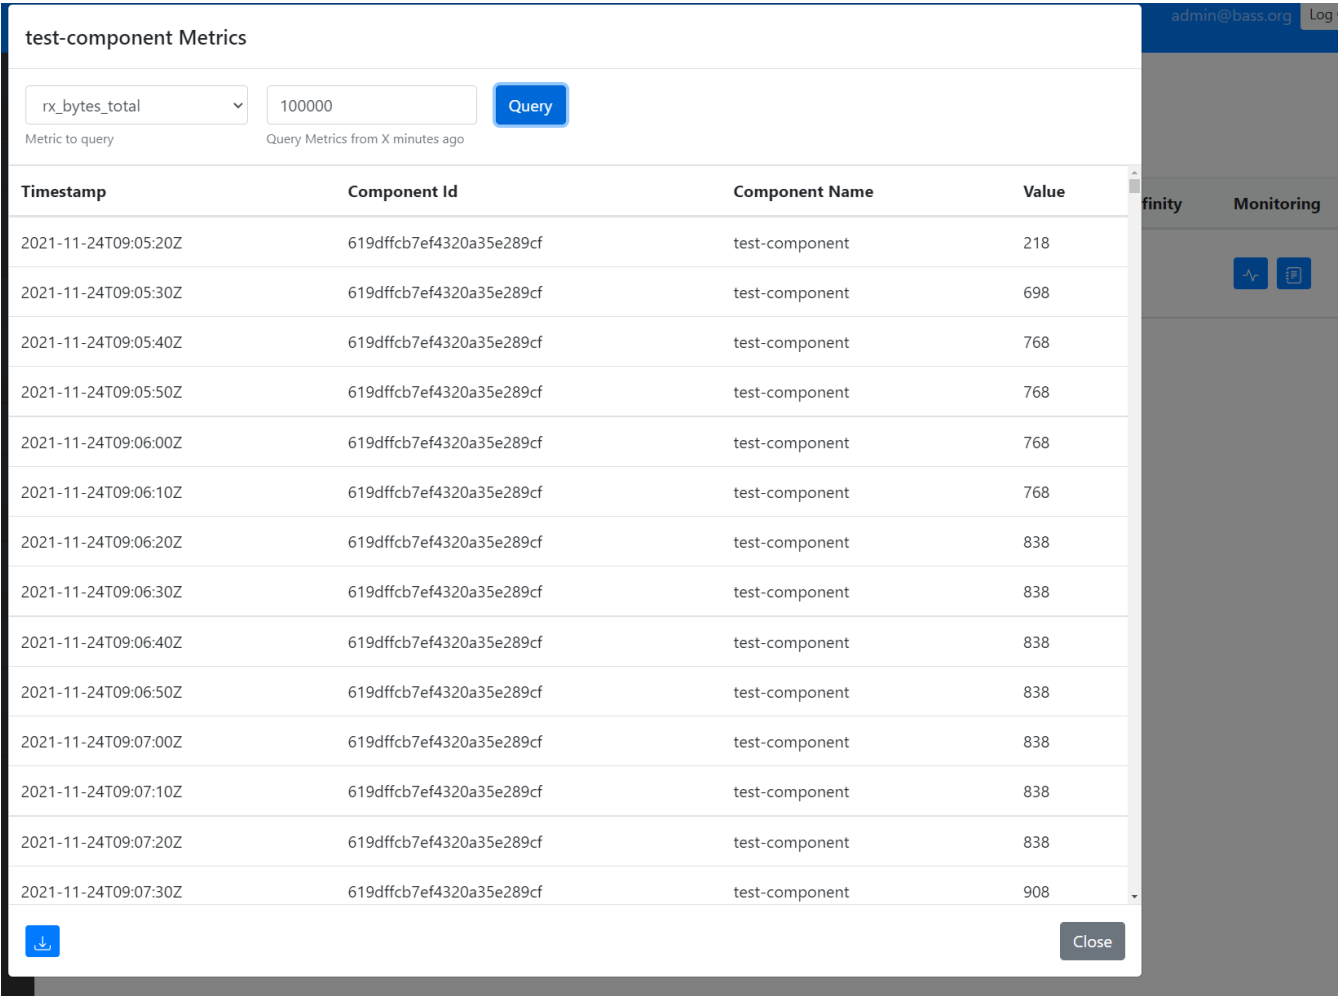 admin@bass.org Log
test-component Metrics
rx_bytes_total 100000 Query
Metric to query Query Metrics from X minutes ago
Timestamp Component Id Component Name Value
finity Monitoring
2021-11-24T09:05:20Z 619dffcb7ef4320a35e289cf test-component 218
2021-11-24T09:05:30Z 619dffcb7ef4320a35e289cf test-component 698
2021-11-24T09:05:40Z 619dffcb7ef4320a35e289cf test-component 768
2021-11-24T09:05:50Z 619dffcb7ef4320a35e289cf test-component 768
2021-11-24T09:06:00Z 619dffcb7ef4320a35e289cf test-component 768
2021-11-24T09:06:10Z 619dffcb7ef4320a35e289cf test-component 768
2021-11-24T09:06:20Z 619dffcb7ef4320a35e289cf test-component 838
2021-11-24T09:06:30Z 619dffcb7ef4320a35e289cf test-component 838
2021-11-24T09:06:40Z 619dffcb7ef4320a35e289cf test-component 838
2021-11-24T09:06:50Z 619dffcb7ef4320a35e289cf test-component 838
2021-11-24T09:07:00Z 619dffcb7ef4320a35e289cf test-component 838
2021-11-24T09:07:10Z 619dffcb7ef4320a35e289cf test-component 838
2021-11-24T09:07:20Z 619dffcb7ef4320a35e289cf test-component 838
2021-11-24T09:07:30Z 619dffcb7ef4320a35e289cf test-component 908
Close